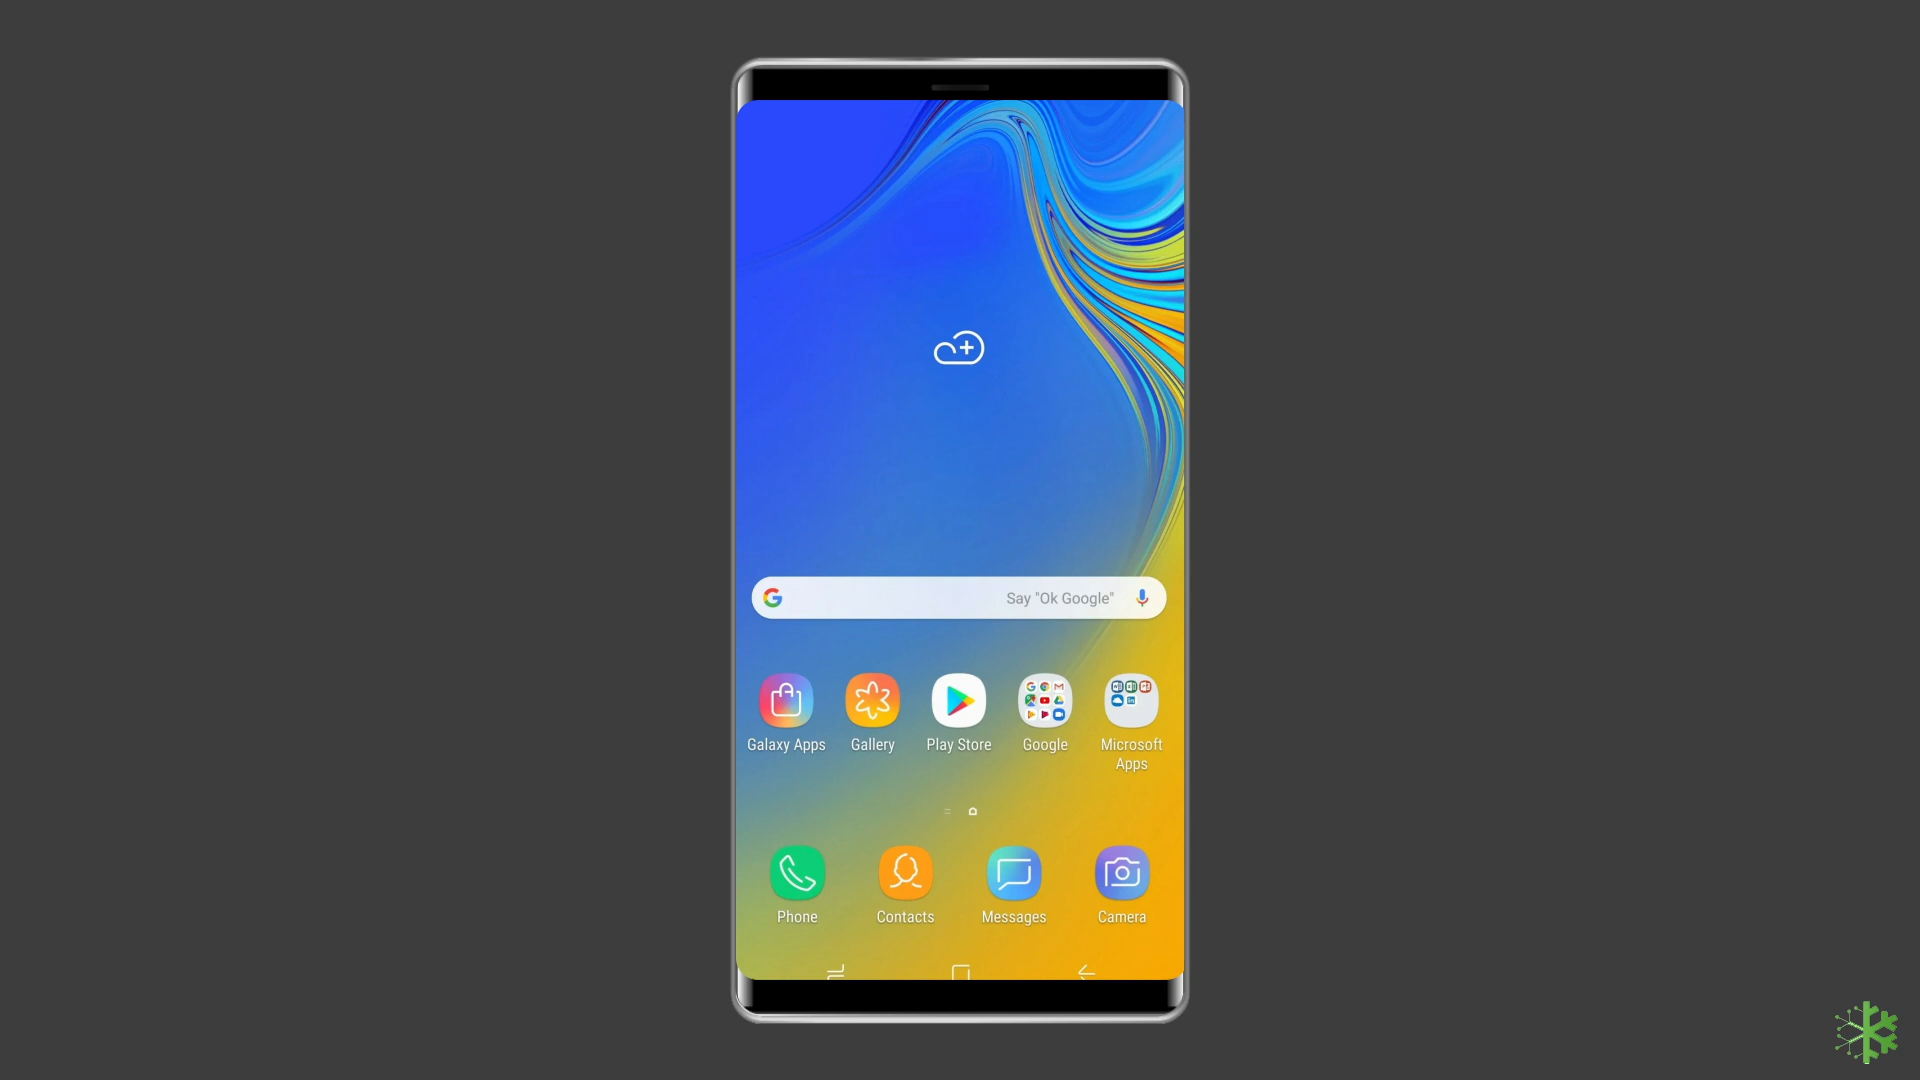 Say "Ok Google"
Galaxy Apps
Gallery
Play Store
Google
Microsoft
Apps
Phone
Contacts
Messages
Camera